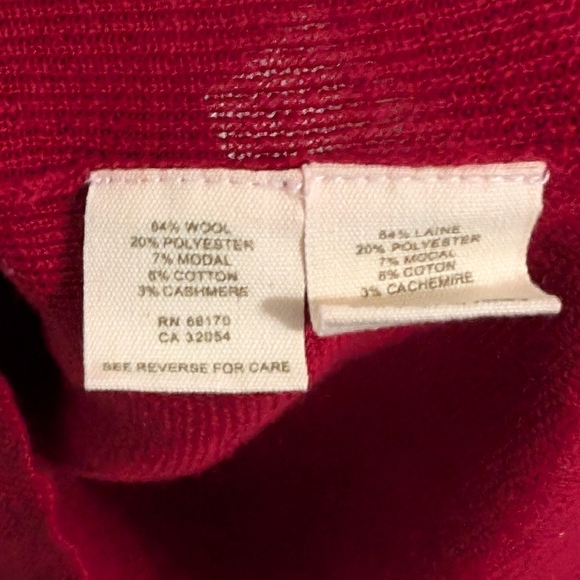 64% WOOL
20% POLYESTER
7% MODAL
6% COTTON
3% CASHMERE
RN 66170
CA 32054
SEE REVERSE FOR CARE
64% LAINE
20% POLYESTER
7% MODAL
6% COTON
3% CACHEMIRE